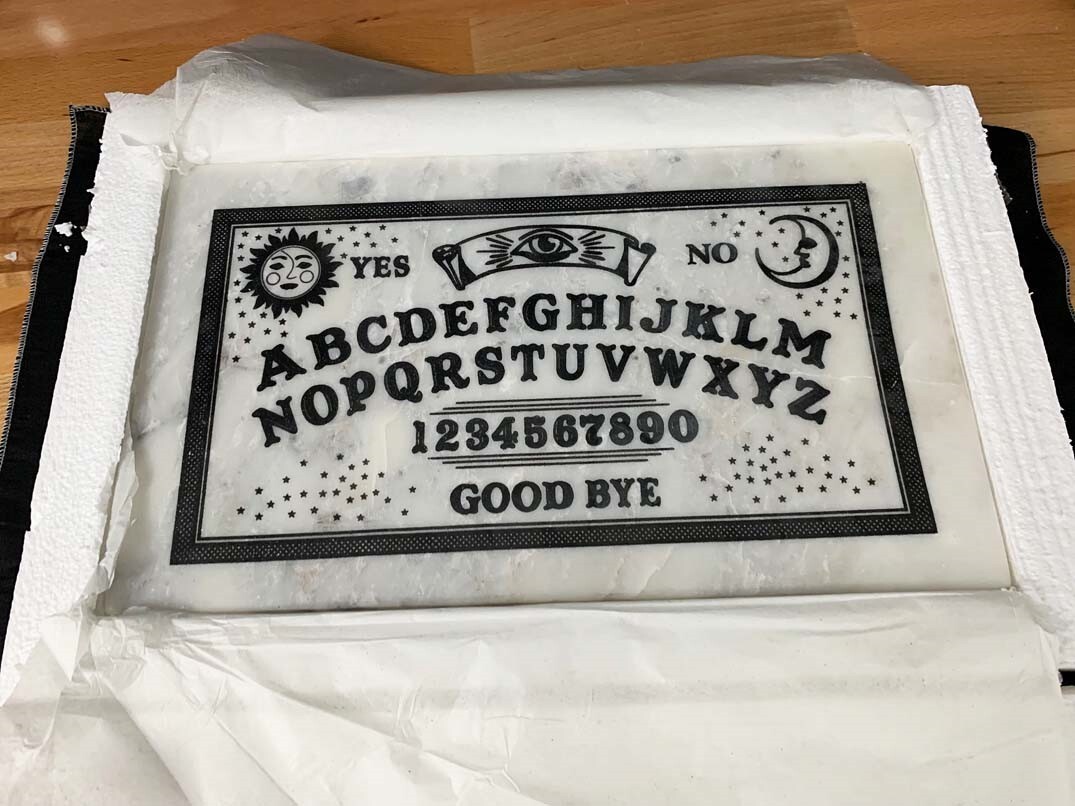 YES NO
ABCDEFGHIJKLM
NOPQRSTUVWXYZ
1234567890
GOOD BYE